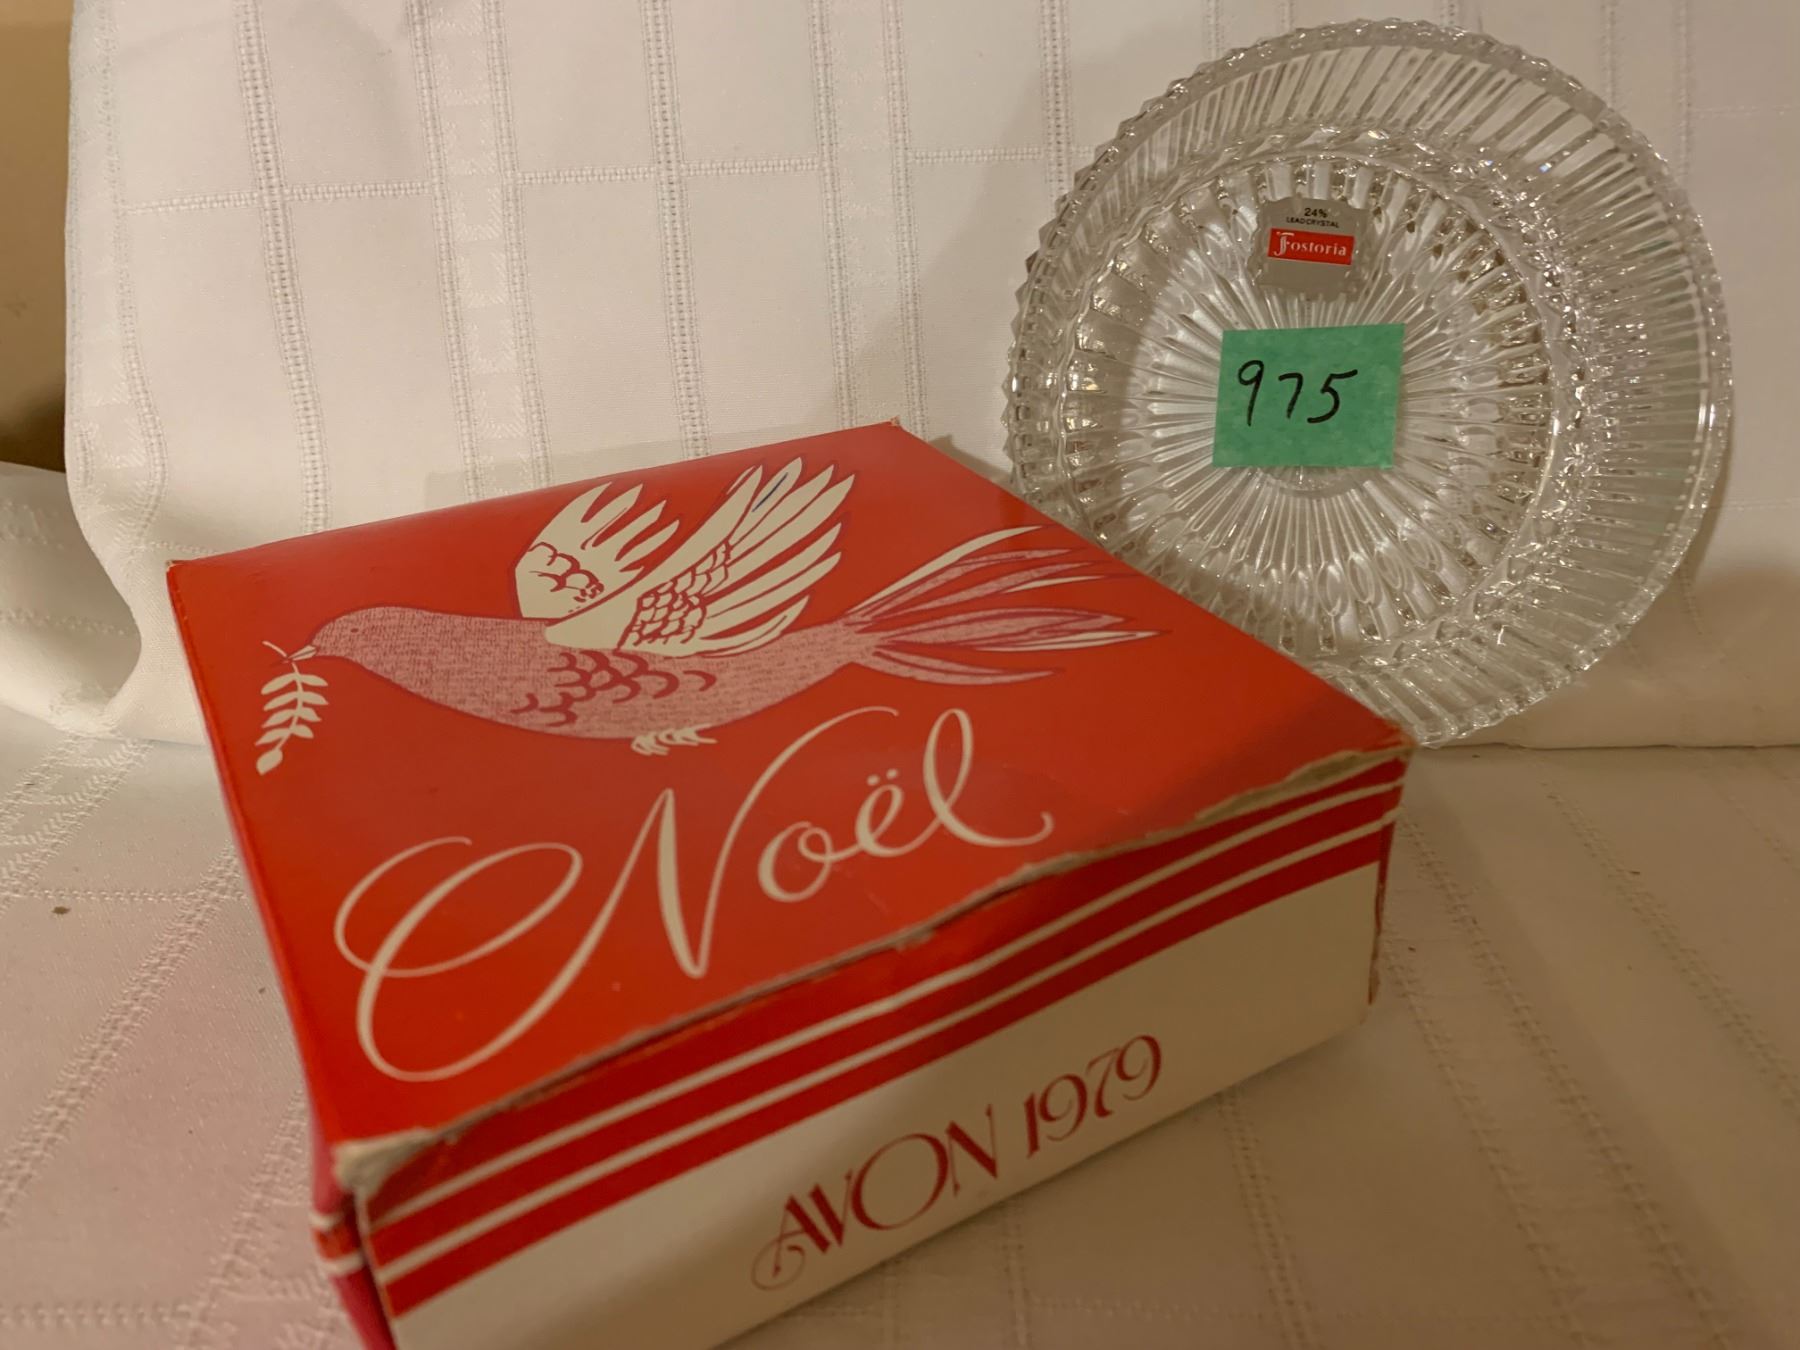 24%
LEAD CRYSTAL
Fostoria
975
Noël
AVON 1979